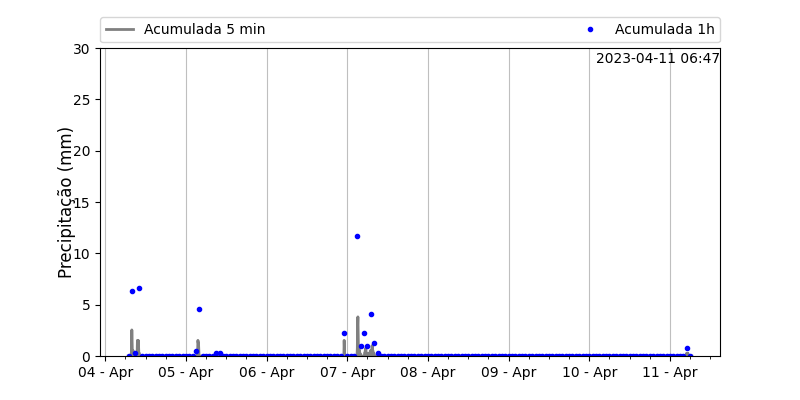 Acumulada 5 min
Acumulada 1h
2023-04-11 06:47
Precipitação (mm)
30
25
20
15
10
5
0
04 - Apr
05 - Apr
06 - Apr
07 - Apr
08 - Apr
09 - Apr
10 - Apr
11 - Apr